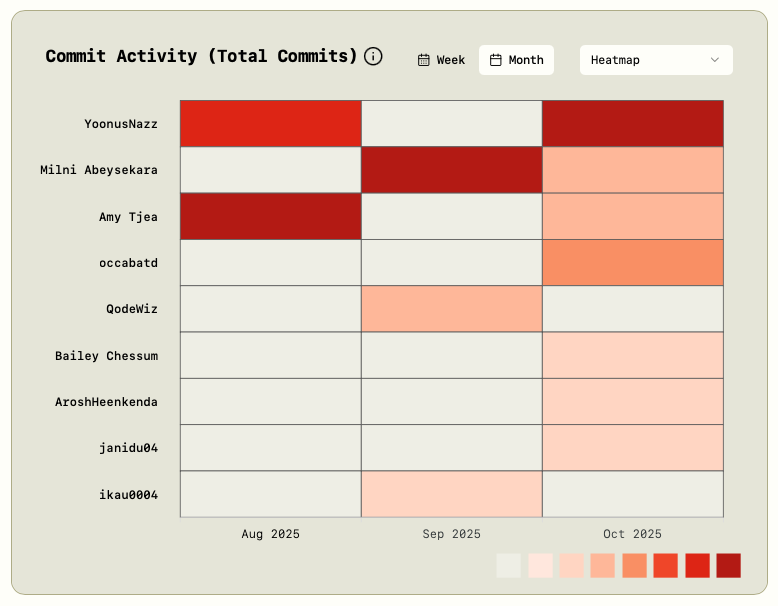 Commit Activity (Total Commits)
Week
Month
Heatmap
YoonusNazz
Milni Abeysekara
Amy Tjea
occabatd
QodeWiz
Bailey Chessum
AroshHeenkenda
janidu04
ikau0004
Aug 2025 Sep 2025 Oct 2025